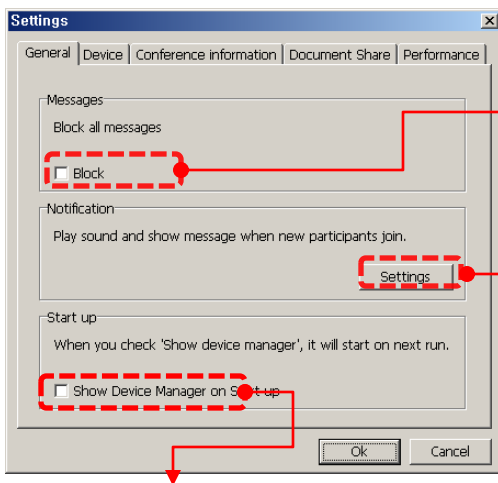 Settings
General Device Conference information Document Share Performance
Messages
Block all messages
Block
Notification
Play sound and show message when new participants join.
Settings
Start up
When you check 'Show device manager', it will start on next run.
Show Device Manager on Start up
Ok Cancel